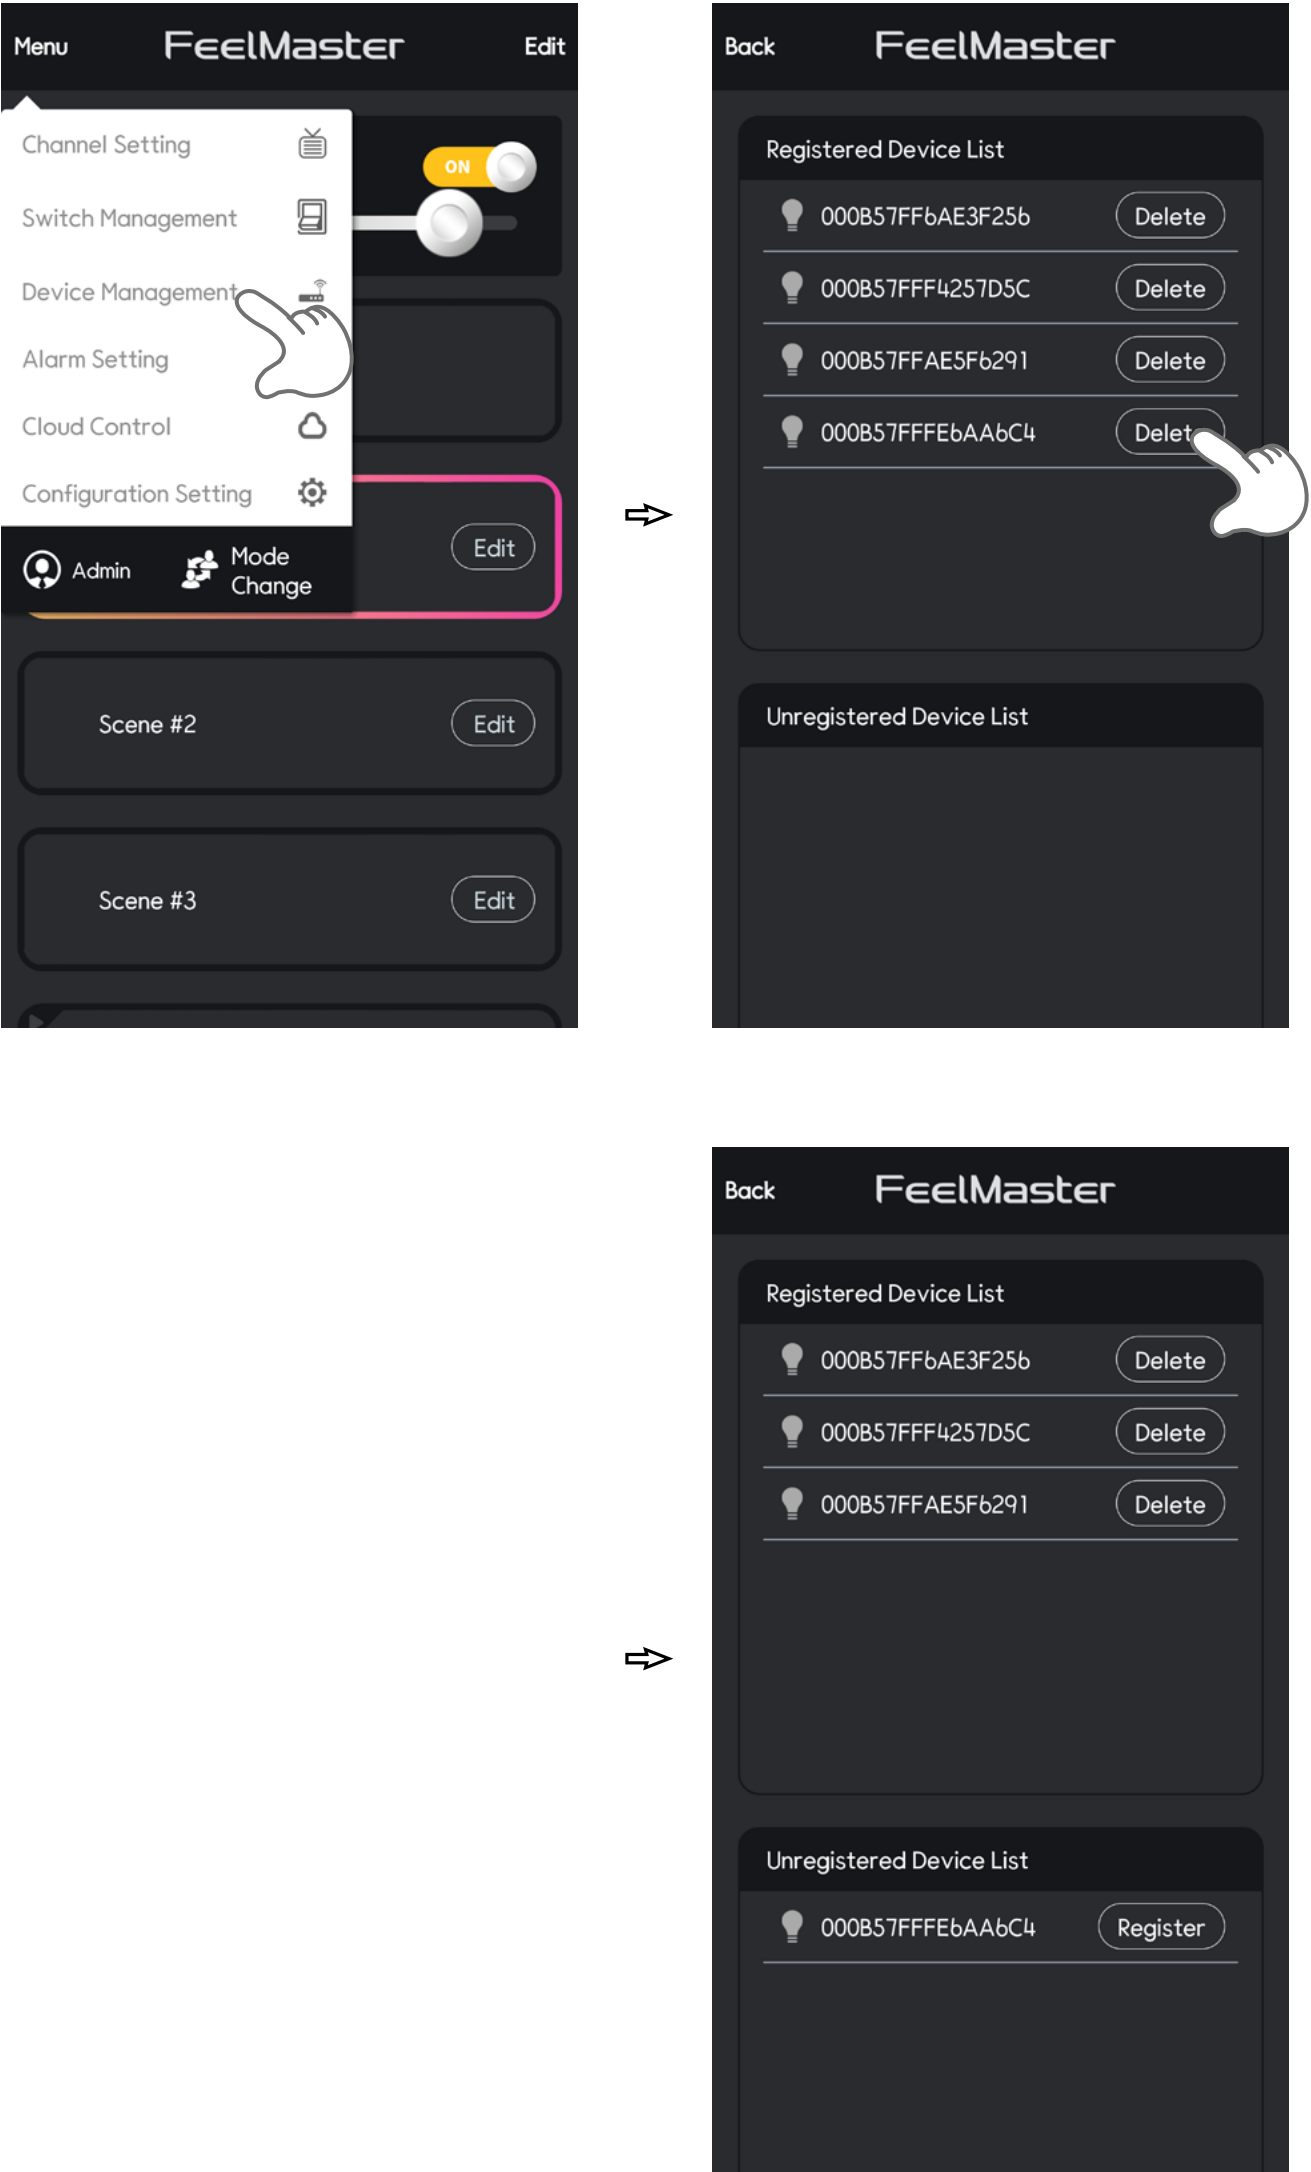 Menu
FeelMaster
Edit
Channel Setting
Switch Management
Device Management
Alarm Setting
Cloud Control
Configuration Setting
Admin
Mode
Change
ON
Edit
Scene #2
Edit
Scene #3
Edit
Back
FeelMaster
Registered Device List
000B57FF6AE3F256
Delete
000B57FFF4257D5C
Delete
000B57FFAE5F6291
Delete
000B57FFFE6AA6C4
Delet
Unregistered Device List
Back
FeelMaster
Registered Device List
000B57FF6AE3F256
Delete
000B57FFF4257D5C
Delete
000B57FFAE5F6291
Delete
Unregistered Device List
000B57FFFE6AA6C4
Register